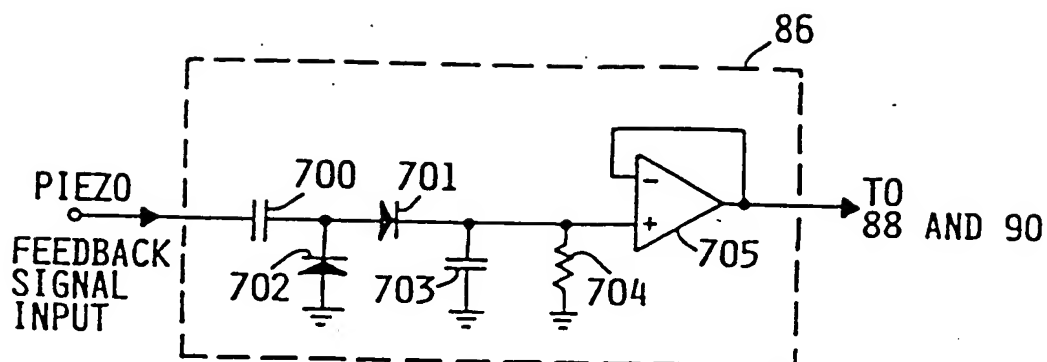 86
PIEZO
FEEDBACK
SIGNAL
INPUT
700
701
702
703
704
705
-
+
TO
88 AND 90